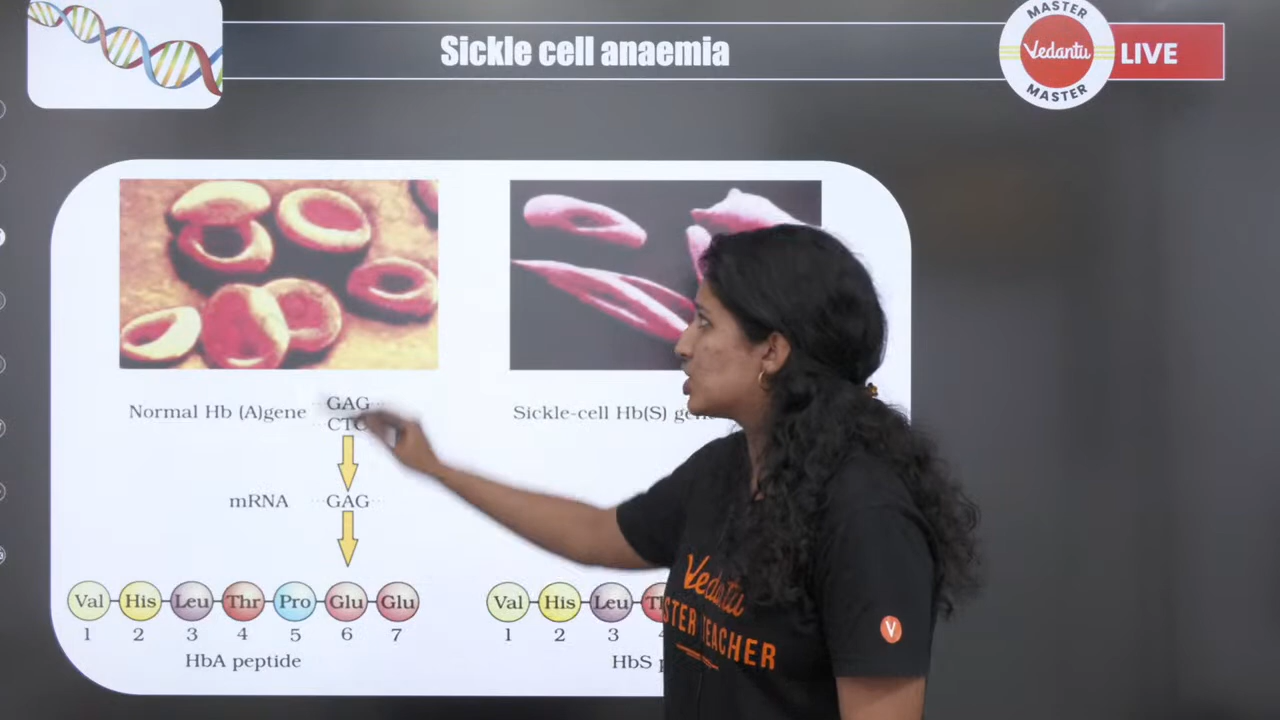 Sickle cell anaemia
MASTER
Vedantu
MASTER
LIVE
Normal Hb (A)gene
GAG
CTC
Sickle-cell Hb(S)
mRNA
GAG
Val His Leu Thr Pro Glu Glu
1 2 3 4 5 6 7
HbA peptide
Val His Leu
1 2 3
HbS
Vedantu
MASTER TEACHER
V